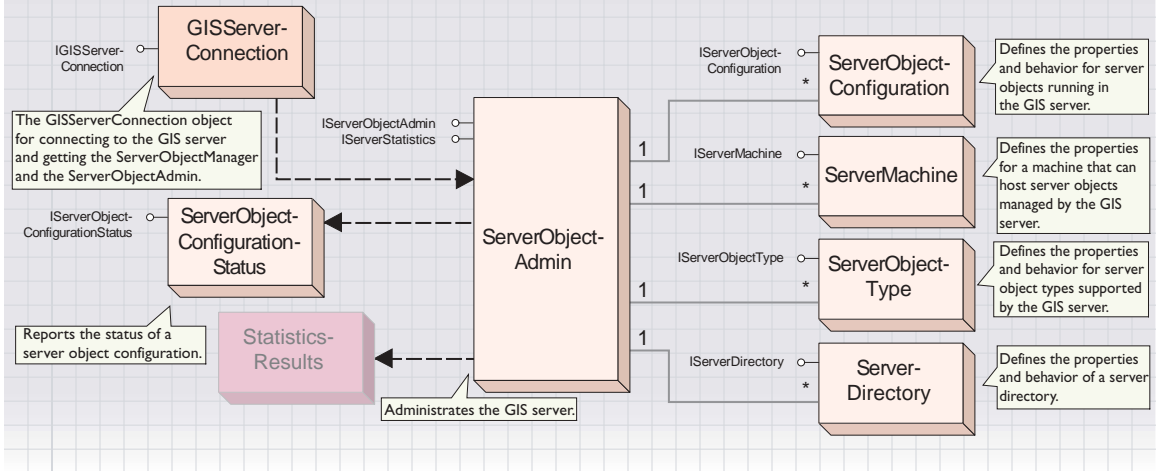 GISServer-
Connection
IGISServer-
Connection
The GISServerConnection object
for connecting to the GIS server
and getting the ServerObjectManager
and the ServerObjectAdmin.
IServerObjectAdmin
IServerStatistics
ServerObject-
Admin
Administrates the GIS server.
IServerObject-
ConfigurationStatus
ServerObject-
Configuration-
Status
Reports the status of a
server object configuration.
Statistics-
Results
1
*
IServerObject-
Configuration
ServerObject-
Configuration
Defines the properties
and behavior for server
objects running in
the GIS server.
1
*
IServerMachine
ServerMachine
Defines the properties
for a machine that can
host server objects
managed by the GIS
server.
1
*
IServerObjectType
ServerObject-
Type
Defines the properties
and behavior for server
object types supported
by the GIS server.
1
*
IServerDirectory
Server-
Directory
Defines the properties
and behavior of a server
directory.